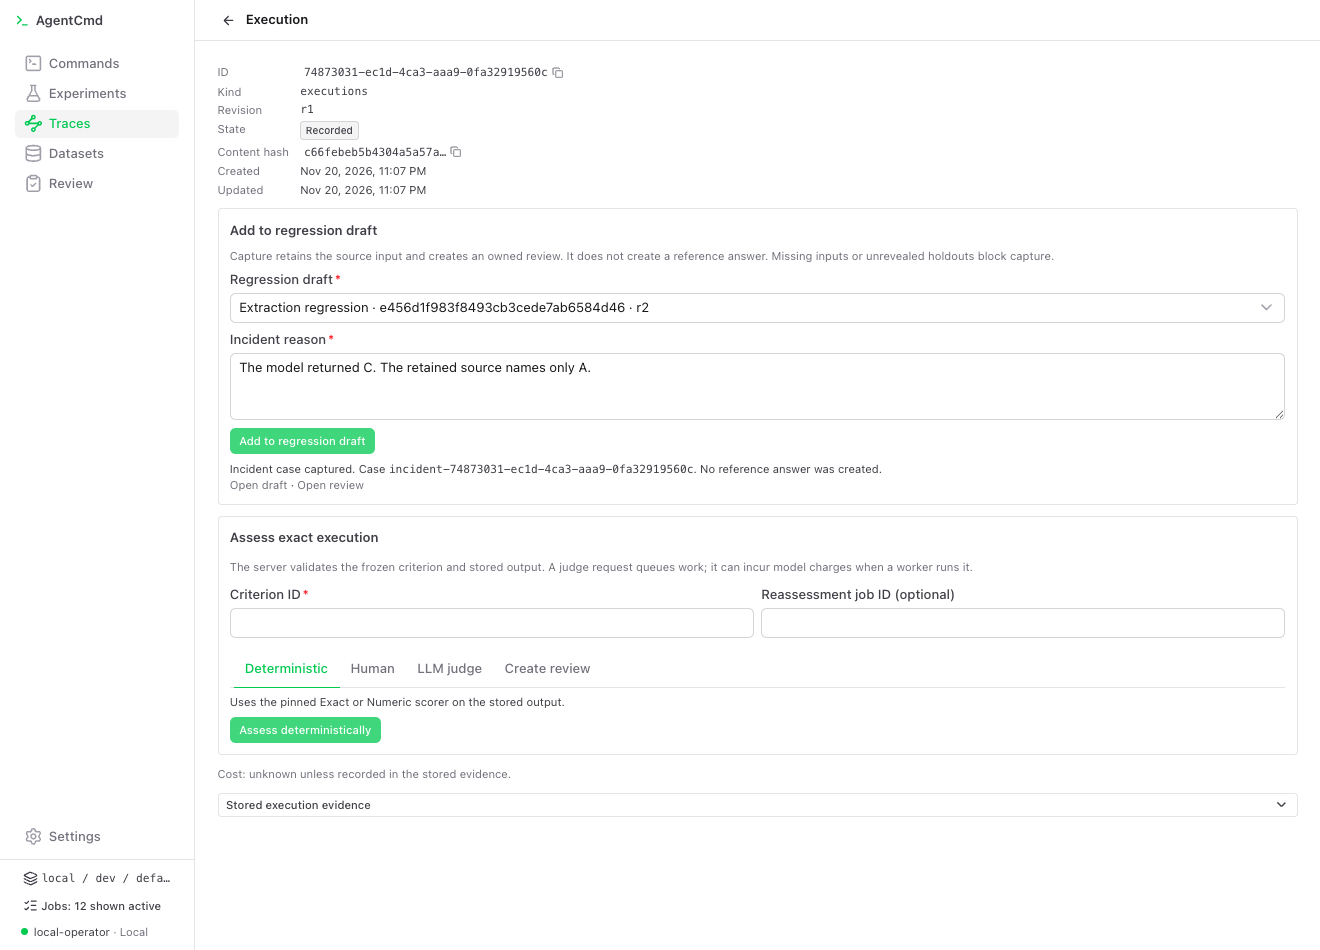 AgentCmd
Commands
Experiments
Traces
Datasets
Review
Settings
local / dev / defa…
Jobs: 12 shown active
local-operator · Local
Execution
ID 74873031-ec1d-4ca3-aaa9-0fa32919560c
Kind executions
Revision r1
State Recorded
Content hash c66febeb5b4304a5a57a…
Created Nov 20, 2026, 11:07 PM
Updated Nov 20, 2026, 11:07 PM
Add to regression draft
Capture retains the source input and creates an owned review. It does not create a reference answer. Missing inputs or unrevealed holdouts block capture.
Regression draft*
Extraction regression · e456d1f983f8493cb3cede7ab6584d46 · r2
Incident reason*
The model returned C. The retained source names only A.
Add to regression draft
Incident case captured. Case incident-74873031-ec1d-4ca3-aaa9-0fa32919560c. No reference answer was created.
Open draft · Open review
Assess exact execution
The server validates the frozen criterion and stored output. A judge request queues work; it can incur model charges when a worker runs it.
Criterion ID* Reassessment job ID (optional)
Deterministic Human LLM judge Create review
Uses the pinned Exact or Numeric scorer on the stored output.
Assess deterministically
Cost: unknown unless recorded in the stored evidence.
Stored execution evidence